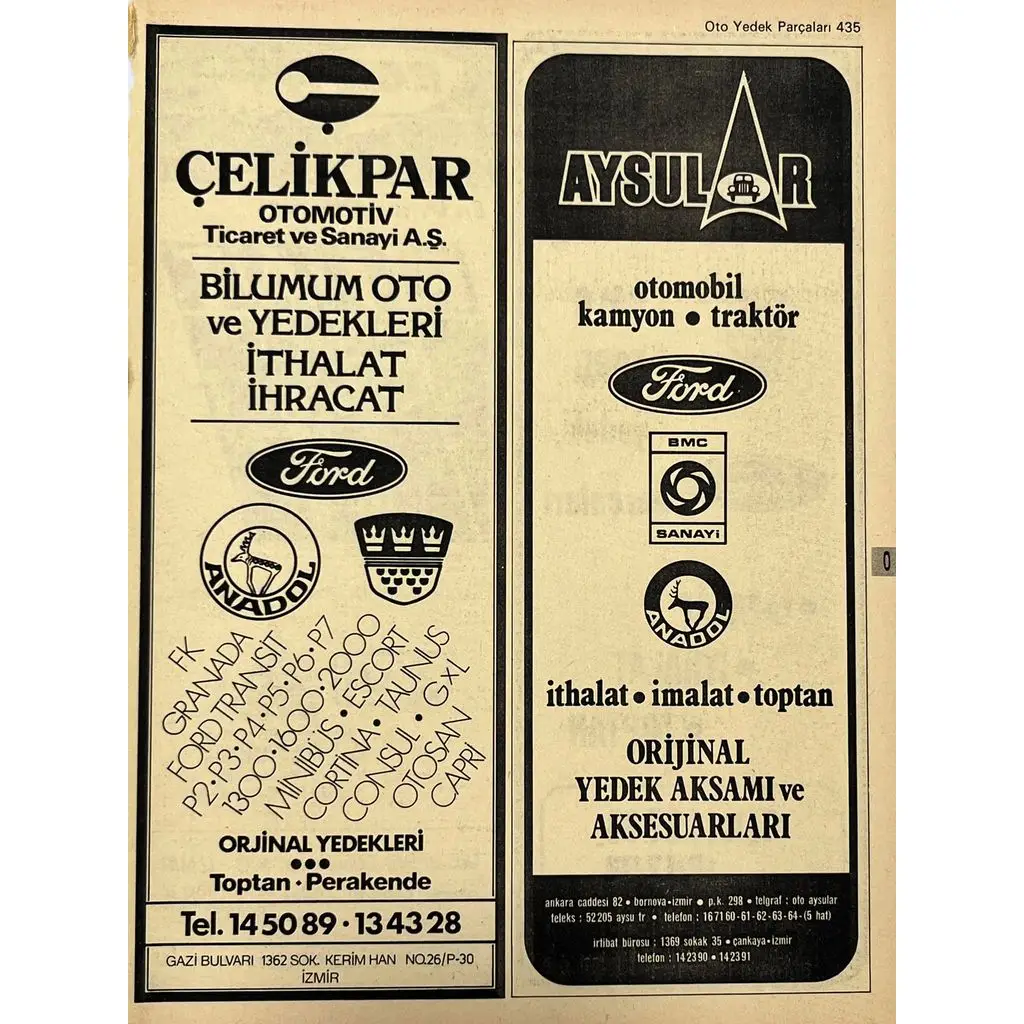 Oto Yedek Parçaları 435
ÇELİKPAR
OTOMOTİV
Ticaret ve Sanayi A.Ş.
BİLUMUM OTO
ve YEDEKLERİ
İTHALAT
İHRACAT
Ford
ANADOL
FK
GRANADA
FORD TRANSİT
P2·P3·P4·P5·P6·P7
1300·1600·2000
MİNİBÜS·ESCORT
CORTİNA·TAUNUS
CONSUL·GxL
OTOSAN
CAPRİ
ORJİNAL YEDEKLERİ
●●●
Toptan·Perakende
Tel. 14 50 89·13 43 28
GAZİ BULVARI 1362 SOK. KERİM HAN NO.26/P-30
İZMİR
AYSULAR
otomobil
kamyon ● traktör
Ford
BMC
SANAYİ
ANADOL
ithalat ● imalat ● toptan
ORİJİNAL
YEDEK AKSAMI ve
AKSESUARLARI
ankara caddesi 82 ● bornova-izmir ● p.k. 298 ● telgraf : oto aysular
teleks : 52205 aysu tr ● telefon : 16 71 60-61-62-63-64-(5 hat)
irtibat bürosu : 1369 sokak 35 ● çankaya-izmir
telefon : 14 23 90 ● 14 23 91
O